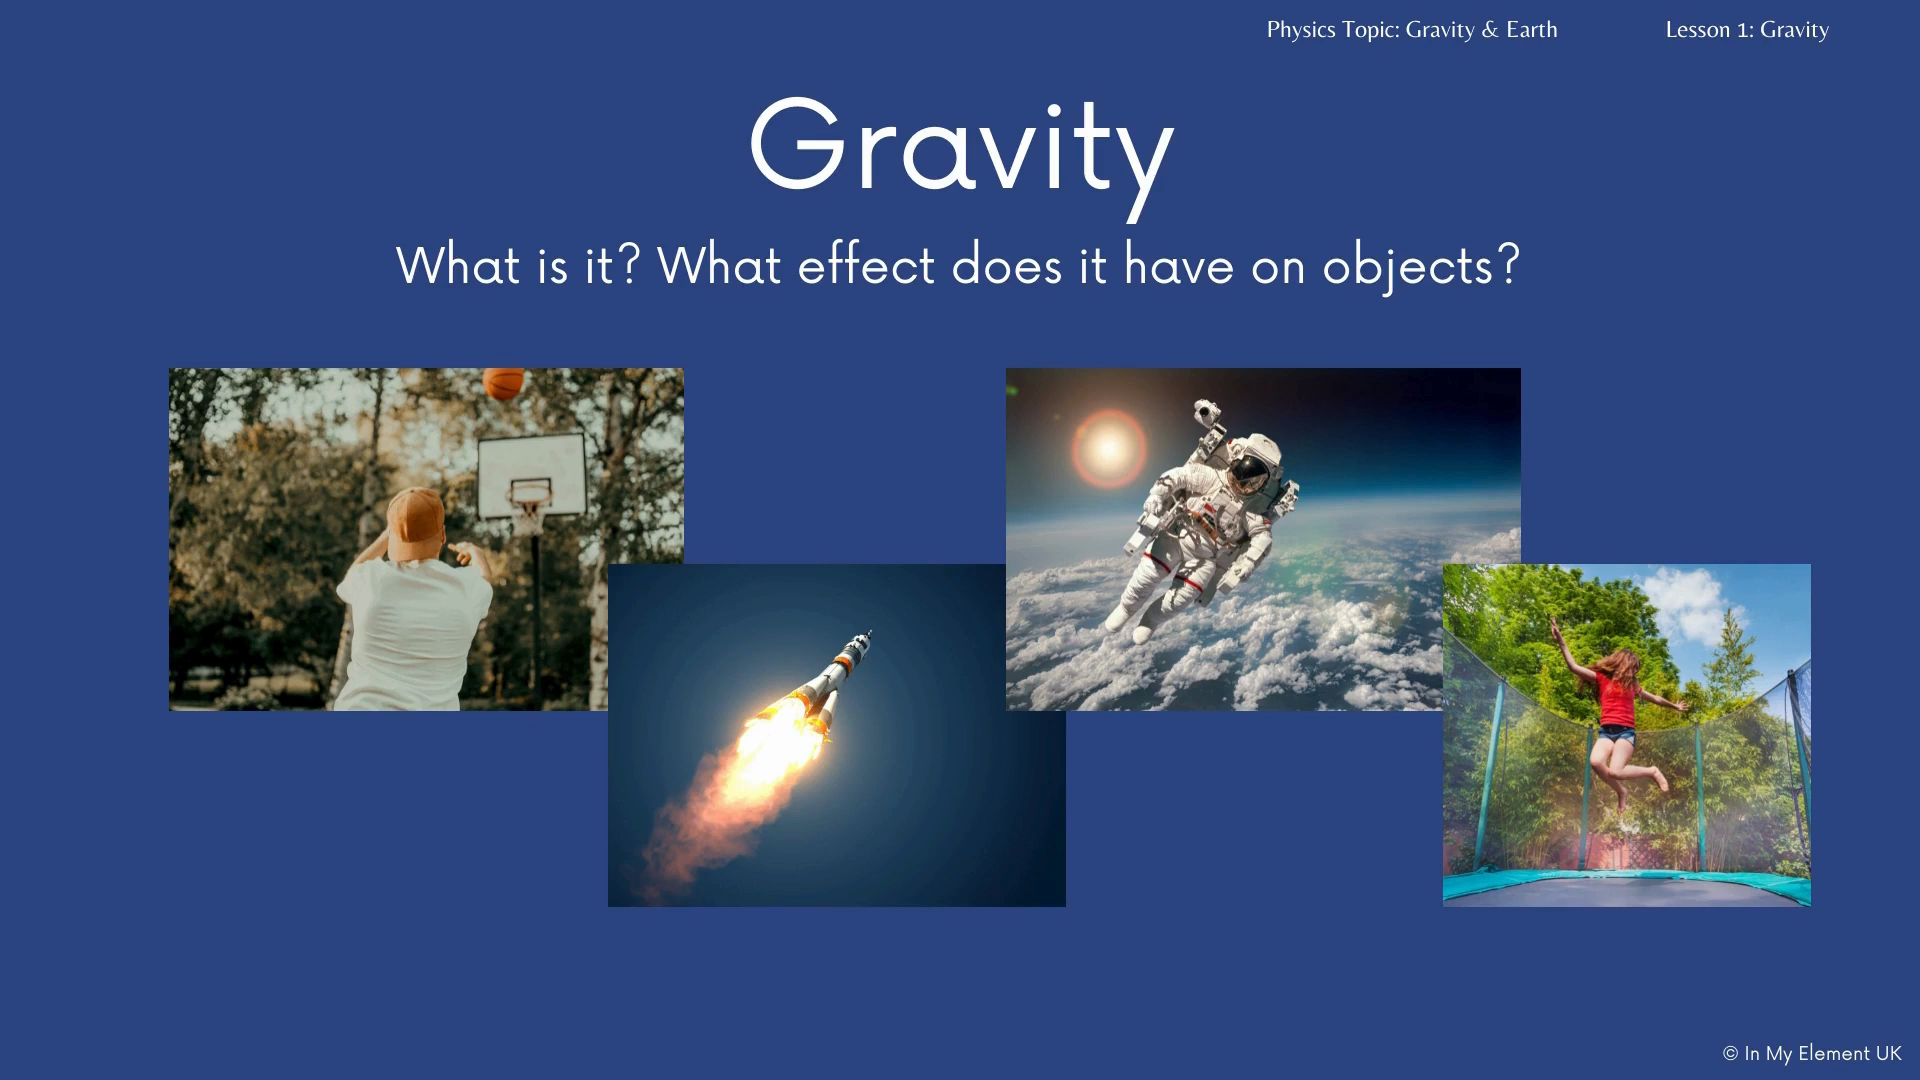 Physics Topic: Gravity & Earth
Lesson 1: Gravity
Gravity
What is it? What effect does it have on objects?
© In My Element UK